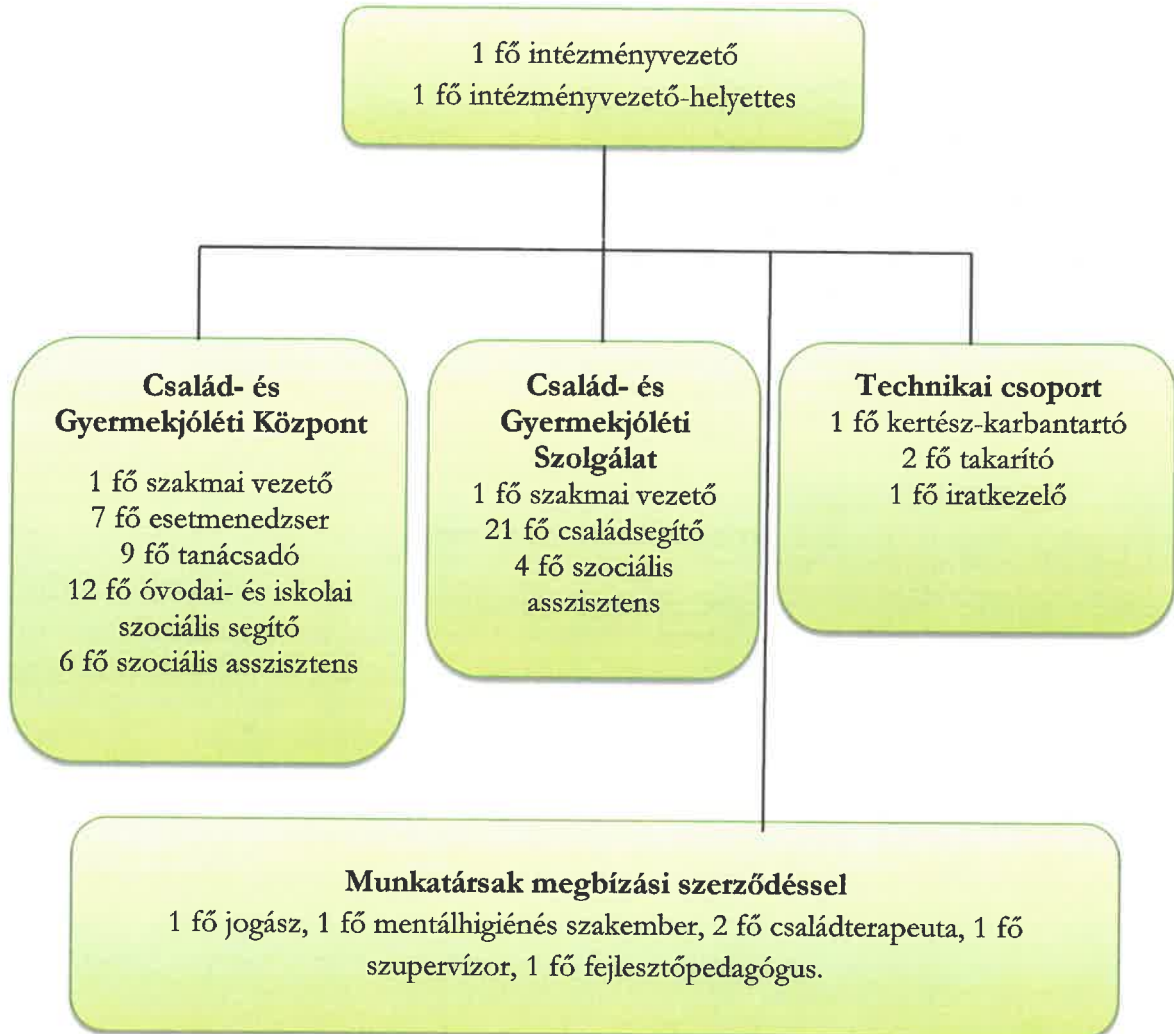 1 fő intézményvezető
1 fő intézményvezető-helyettes
Család- és
Gyermekjóléti Központ
1 fő szakmai vezető
7 fő esetmenedzser
9 fő tanácsadó
12 fő óvodai- és iskolai
szociális segítő
6 fő szociális asszisztens
Család- és
Gyermekjóléti
Szolgálat
1 fő szakmai vezető
21 fő családsegítő
4 fő szociális
asszisztens
Technikai csoport
1 fő kertész-karbantartó
2 fő takarító
1 fő iratkezelő
Munkatársak megbízási szerződéssel
1 fő jogász, 1 fő mentálhigiénés szakember, 2 fő családterapeuta, 1 fő
szupervízor, 1 fő fejlesztőpedagógus.